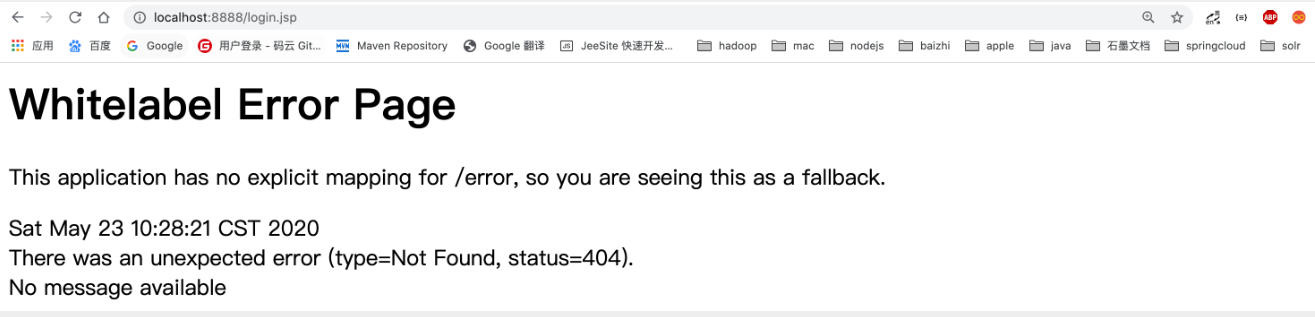 localhost:8888/login.jsp
应用 百度 Google 用户登录 - 码云 Git... Maven Repository Google 翻译 JeeSite 快速开发... hadoop mac nodejs baizhi apple java 石墨文档 springcloud solr
Whitelabel Error Page
This application has no explicit mapping for /error, so you are seeing this as a fallback.
Sat May 23 10:28:21 CST 2020
There was an unexpected error (type=Not Found, status=404).
No message available